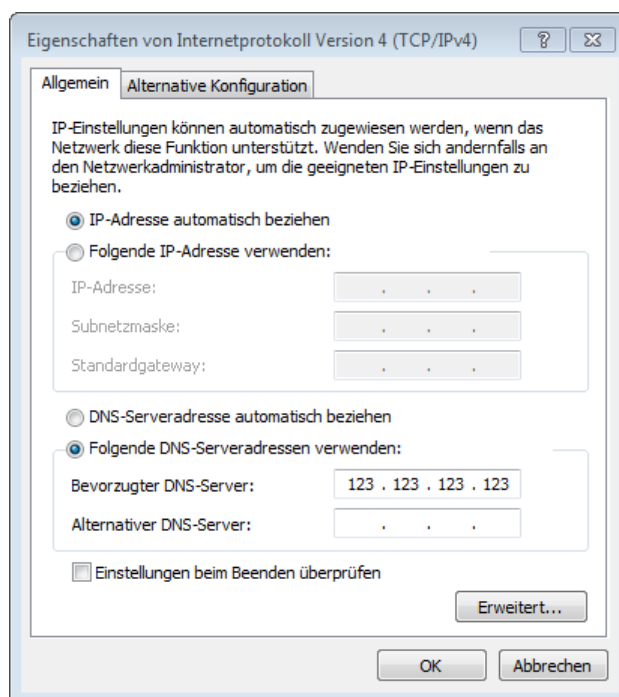 Eigenschaften von Internetprotokoll Version 4 (TCP/IPv4)
Allgemein
Alternative Konfiguration
IP-Einstellungen können automatisch zugewiesen werden, wenn das
Netzwerk diese Funktion unterstützt. Wenden Sie sich andernfalls an
den Netzwerkadministrator, um die geeigneten IP-Einstellungen zu
beziehen.
IP-Adresse automatisch beziehen
Folgende IP-Adresse verwenden:
IP-Adresse:
Subnetzmaske:
Standardgateway:
DNS-Serveradresse automatisch beziehen
Folgende DNS-Serveradressen verwenden:
Bevorzugter DNS-Server: 123 . 123 . 123 . 123
Alternativer DNS-Server:
Einstellungen beim Beenden überprüfen
Erweitert...
OK Abbrechen